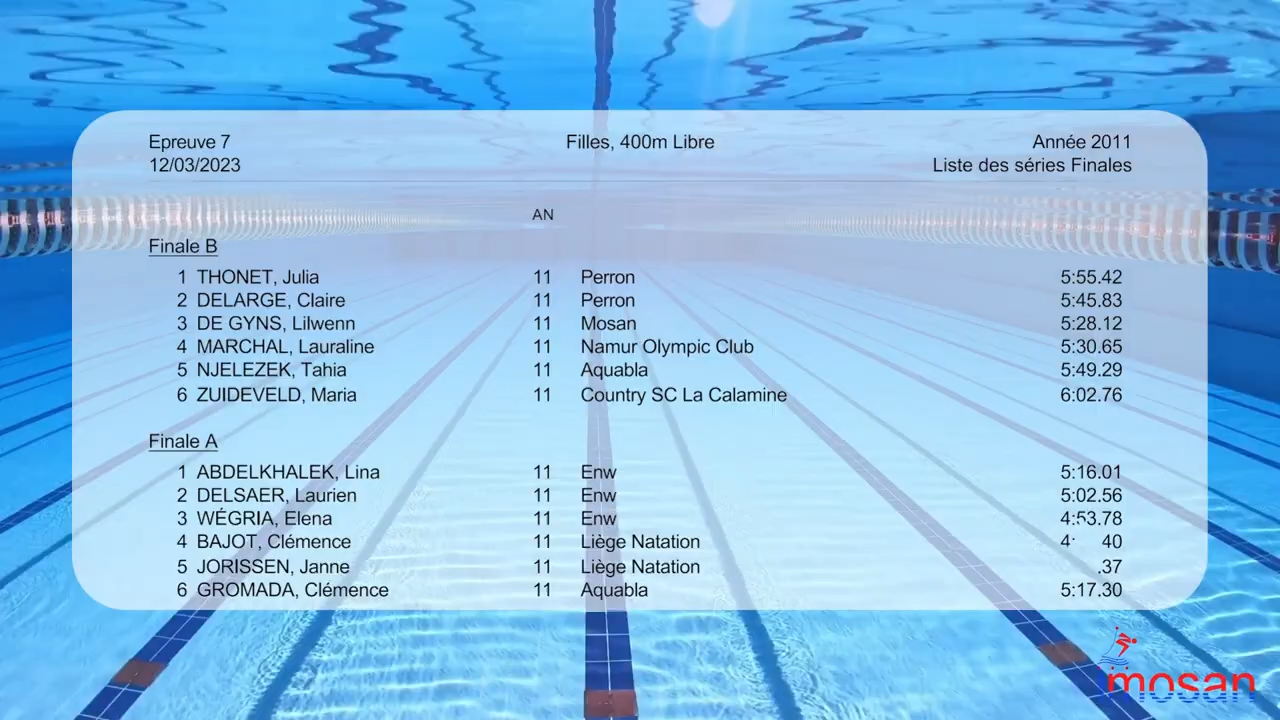 Epreuve 7 Filles, 400m Libre Année 2011
12/03/2023 Liste des séries Finales
AN
Finale B
1 THONET, Julia 11 Perron 5:55.42
2 DELARGE, Claire 11 Perron 5:45.83
3 DE GYNS, Lilwenn 11 Mosan 5:28.12
4 MARCHAL, Lauraline 11 Namur Olympic Club 5:30.65
5 NJELEZEK, Tahia 11 Aquabla 5:49.29
6 ZUIDEVELD, Maria 11 Country SC La Calamine 6:02.76
Finale A
1 ABDELKHALEK, Lina 11 Enw 5:16.01
2 DELSAER, Laurien 11 Enw 5:02.56
3 WÉGRIA, Elena 11 Enw 4:53.78
4 BAJOT, Clémence 11 Liège Natation
5 JORISSEN, Janne 11 Liège Natation
6 GROMADA, Clémence 11 Aquabla 5:17.30
mosan